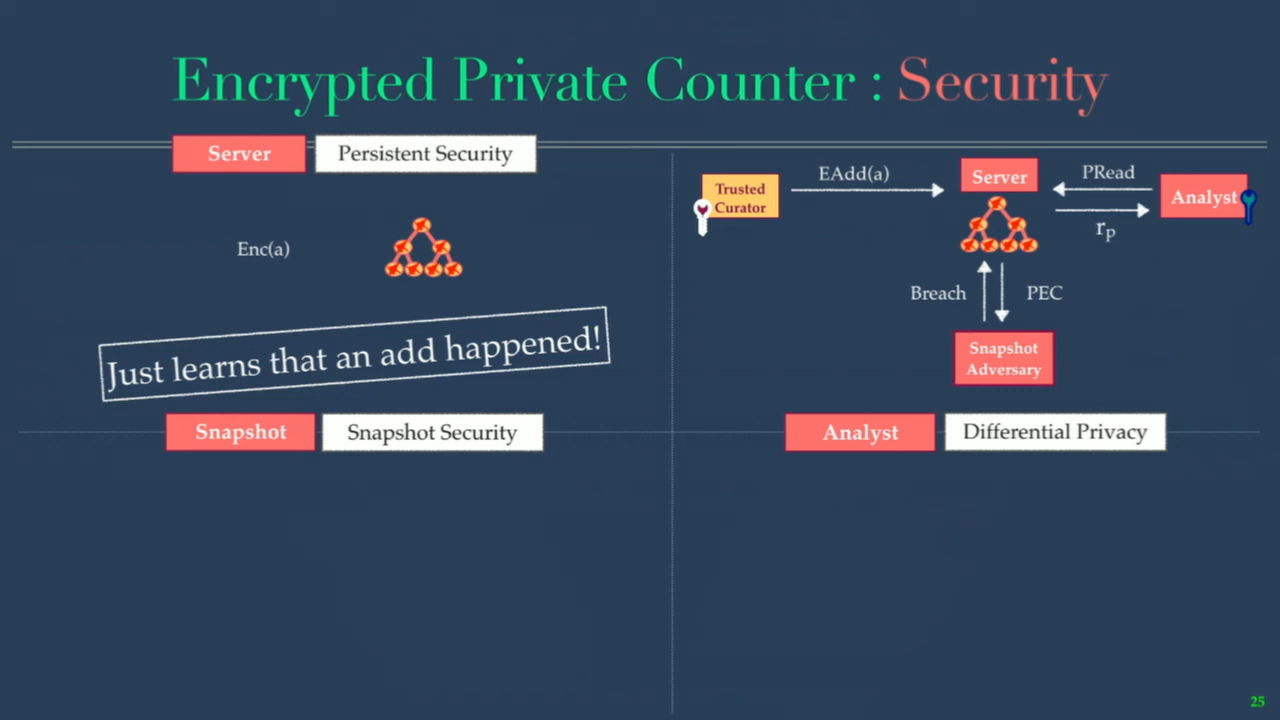 Encrypted Private Counter : Security
Server
Persistent Security
Enc(a)
Just learns that an add happened!
Trusted
Curator
EAdd(a)
Server
PRead
rp
Analyst
Breach
PEC
Snapshot
Adversary
Snapshot
Snapshot Security
Analyst
Differential Privacy
25